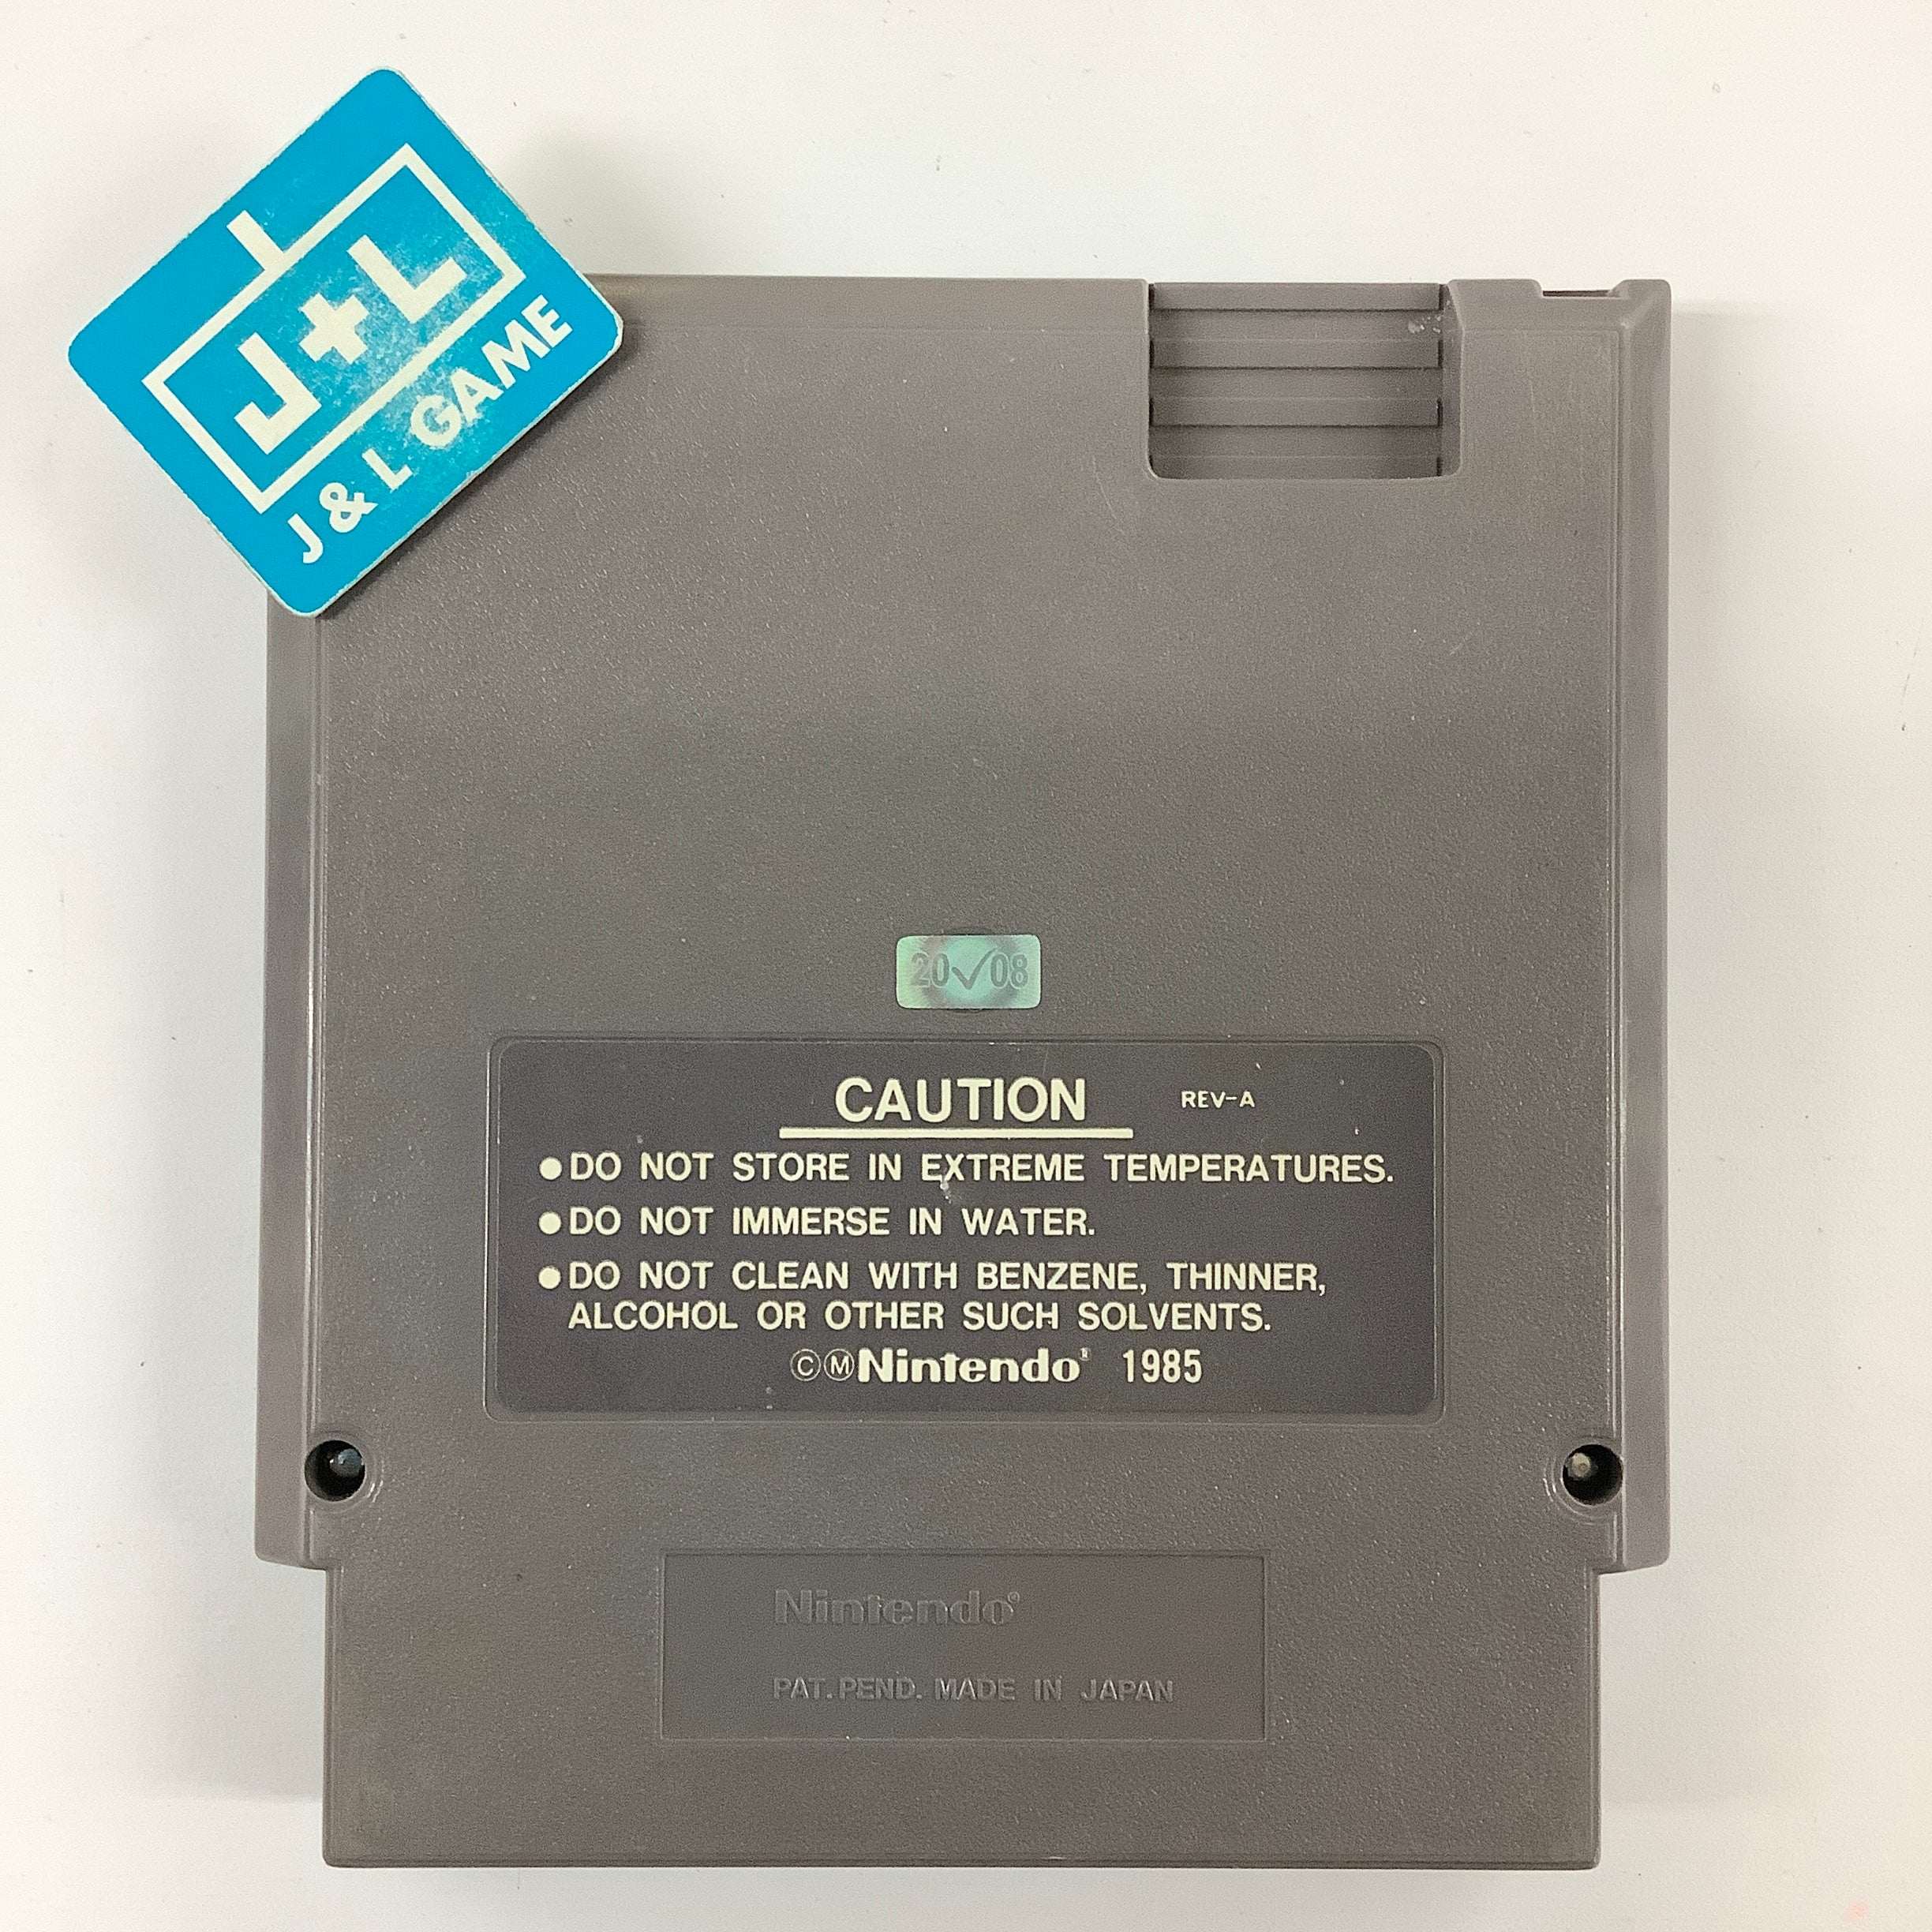 J+L
J & L GAME
20✓08
CAUTION REV-A
●DO NOT STORE IN EXTREME TEMPERATURES.
●DO NOT IMMERSE IN WATER.
●DO NOT CLEAN WITH BENZENE, THINNER,
ALCOHOL OR OTHER SUCH SOLVENTS.
ⒸⓂNintendo® 1985
Nintendo®
PAT. PEND. MADE IN JAPAN